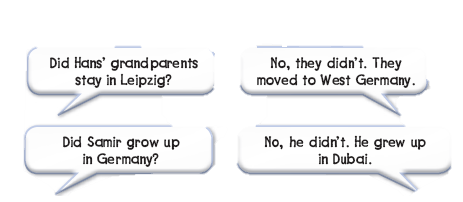 Did Hans' grandparents
stay in Leipzig?
No, they didn't. They
moved to West Germany.
Did Samir grow up
in Germany?
No, he didn't. He grew up
in Dubai.